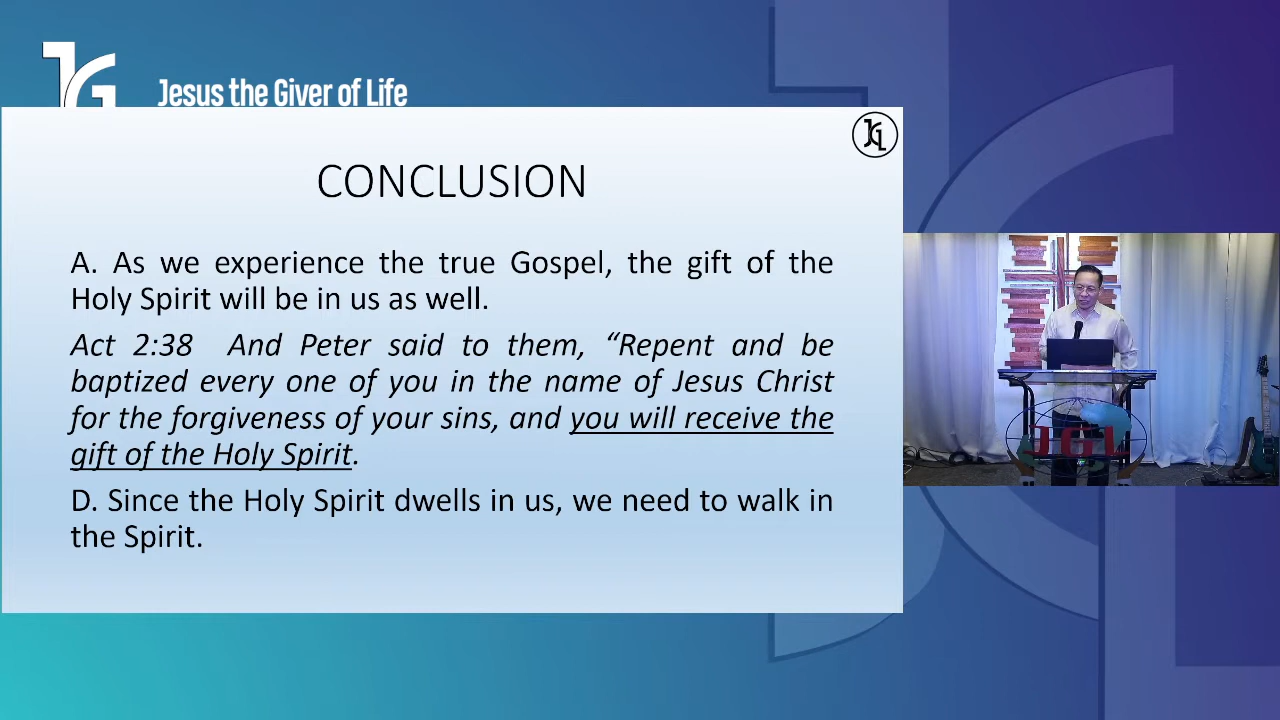 Jesus the Giver of Life
CONCLUSION
A. As we experience the true Gospel, the gift of the
Holy Spirit will be in us as well.
Act 2:38 And Peter said to them, “Repent and be
baptized every one of you in the name of Jesus Christ
for the forgiveness of your sins, and you will receive the
gift of the Holy Spirit.
D. Since the Holy Spirit dwells in us, we need to walk in
the Spirit.
JGL